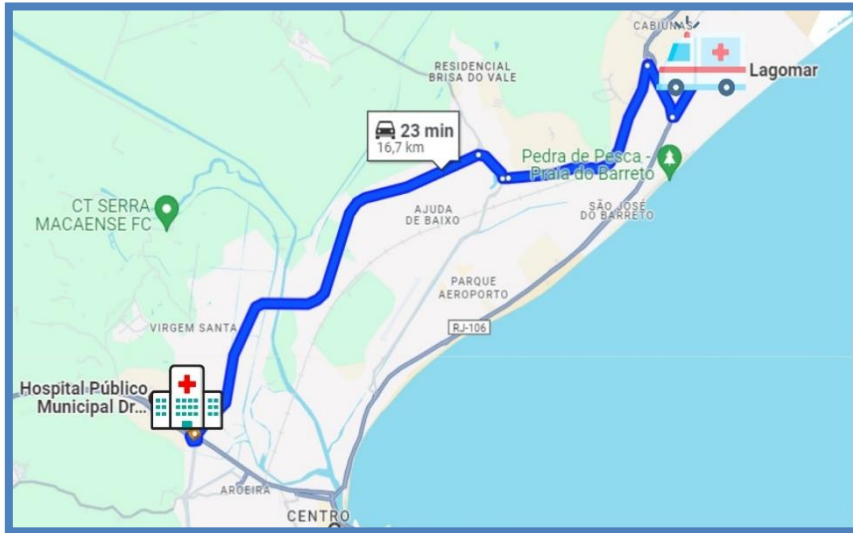 CABIUNAS
RESIDENCIAL
BRISA DO VALE
Lagomar
23 min
16,7 km
Pedra de Pesca -
Praia do Barreto
CT SERRA
MACAENSE FC
AJUDA
DE BAIXO
SÃO JOSÉ
DO BARRETO
PARQUE
AEROPORTO
VIRGEM SANTA
RJ-106
Hospital Público
Municipal Dr...
AROEIRA
CENTRO